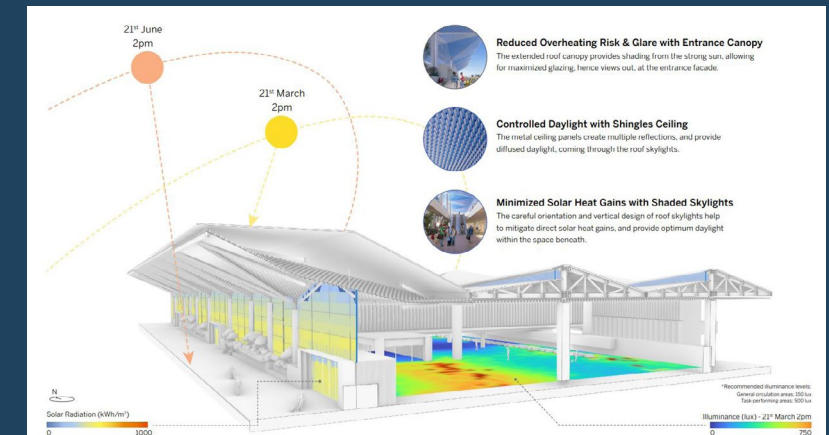 21st June
2pm
21st March
2pm
Reduced Overheating Risk & Glare with Entrance Canopy
The extended roof canopy provides shading from the strong sun, allowing
for maximized glazing, hence views out, at the entrance facade.
Controlled Daylight with Shingles Ceiling
The metal ceiling panels create multiple reflections, and provide
diffused daylight, coming through the roof skylights.
Minimized Solar Heat Gains with Shaded Skylights
The careful orientation and vertical design of roof skylights help
to mitigate direct solar heat gains, and provide optimum daylight
within the space beneath.
N
Solar Radiation (kWh/m²)
0 1000
*Recommended illuminance levels:
General circulation areas: 150 lux
Task-performing areas: 500 lux
Illuminance (lux) - 21st March 2pm
0 750